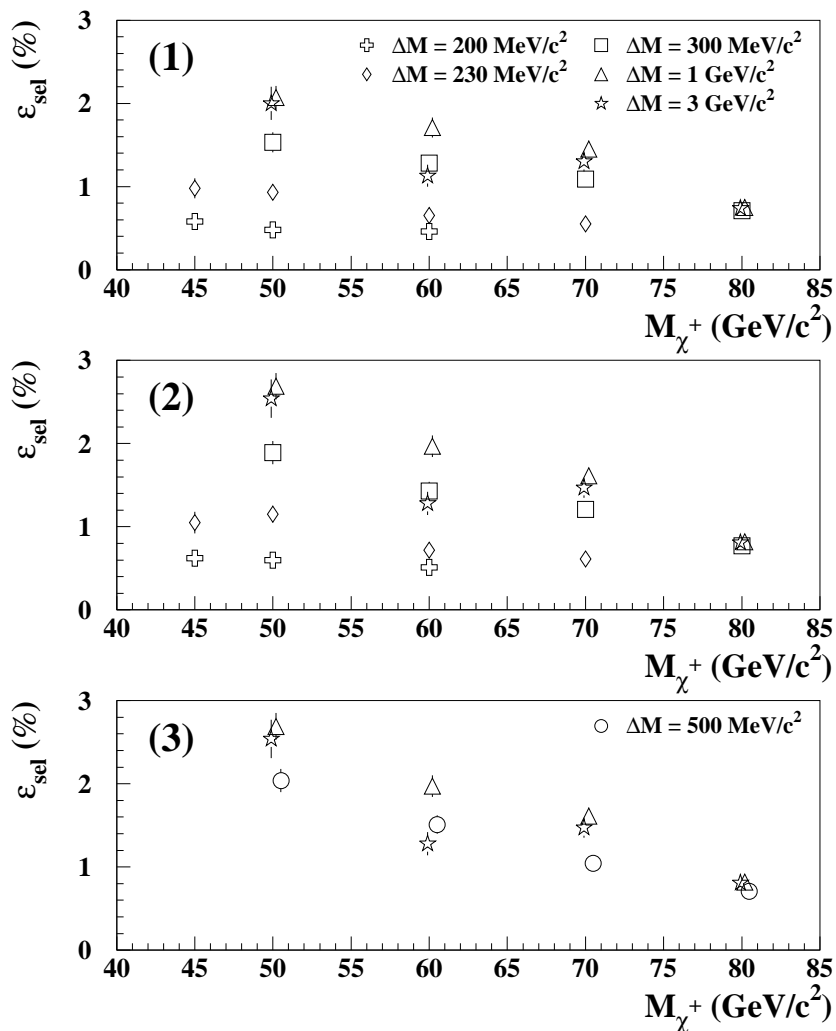 (1)
ΔM = 200 MeV/c²
ΔM = 300 MeV/c²
ΔM = 230 MeV/c²
ΔM = 1 GeV/c²
ΔM = 3 GeV/c²
ε_sel (%)
3
2
1
0
40 45 50 55 60 65 70 75 80 85
M_χ⁺ (GeV/c²)
(2)
ε_sel (%)
3
2
1
0
40 45 50 55 60 65 70 75 80 85
M_χ⁺ (GeV/c²)
(3)
ΔM = 500 MeV/c²
ε_sel (%)
3
2
1
0
40 45 50 55 60 65 70 75 80 85
M_χ⁺ (GeV/c²)